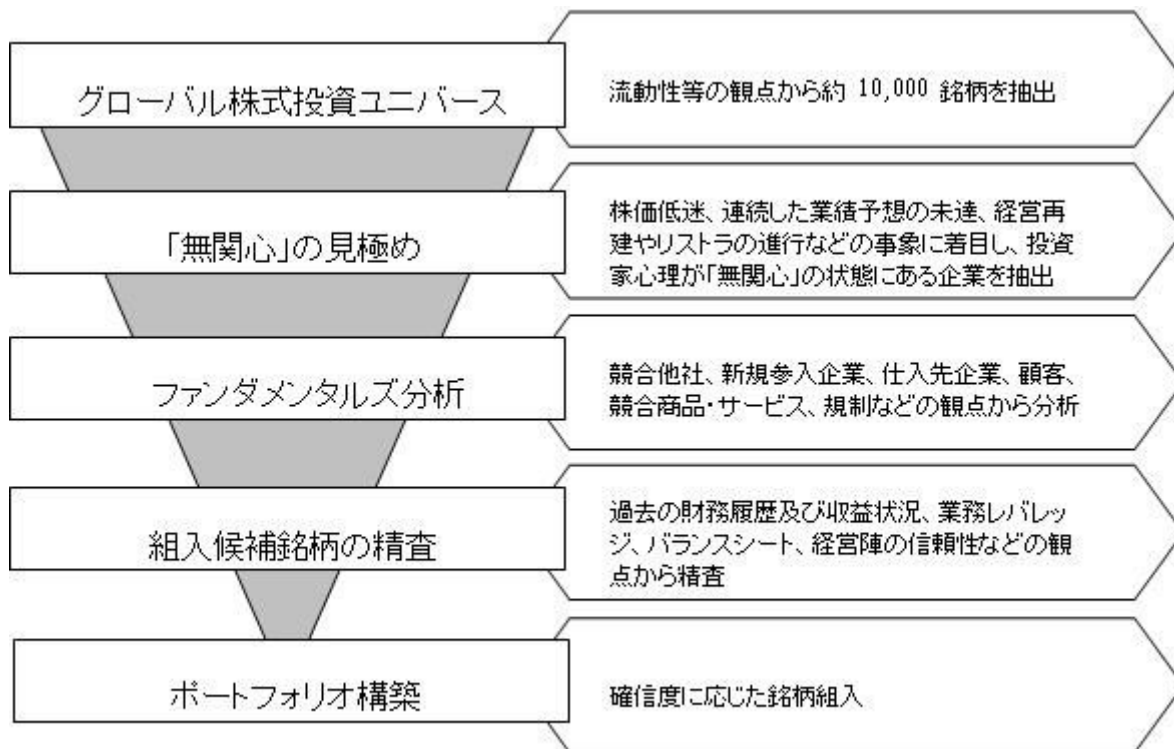 グローバル株式投資ユニバース
流動性等の観点から約 10,000 銘柄を抽出
「無関心」の見極め
株価低迷、連続した業績予想の未達、経営再
建やリストラの進行などの事象に着目し、投資
家心理が「無関心」の状態にある企業を抽出
ファンダメンタルズ分析
競合他社、新規参入企業、仕入先企業、顧客、
競合商品・サービス、規制などの観点から分析
組入候補銘柄の精査
過去の財務履歴及び収益状況、業務レバレッ
ジ、バランスシート、経営陣の信頼性などの観
点から精査
ポートフォリオ構築
確信度に応じた銘柄組入